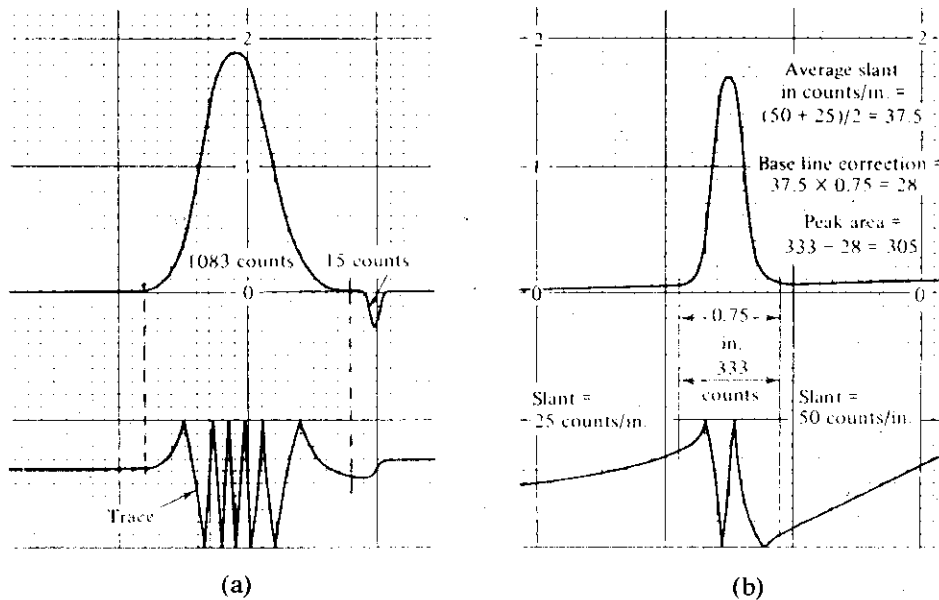 2
1
1083 counts
15 counts
0
Trace
(a)
2
2
Average slant
in counts/in. =
(50 + 25)/2 = 37.5
1
Base line correction =
37.5 × 0.75 = 28
Peak area =
333 − 28 = 305
0
0
0.75
in.
333
counts
Slant =
25 counts/in.
Slant =
50 counts/in.
(b)